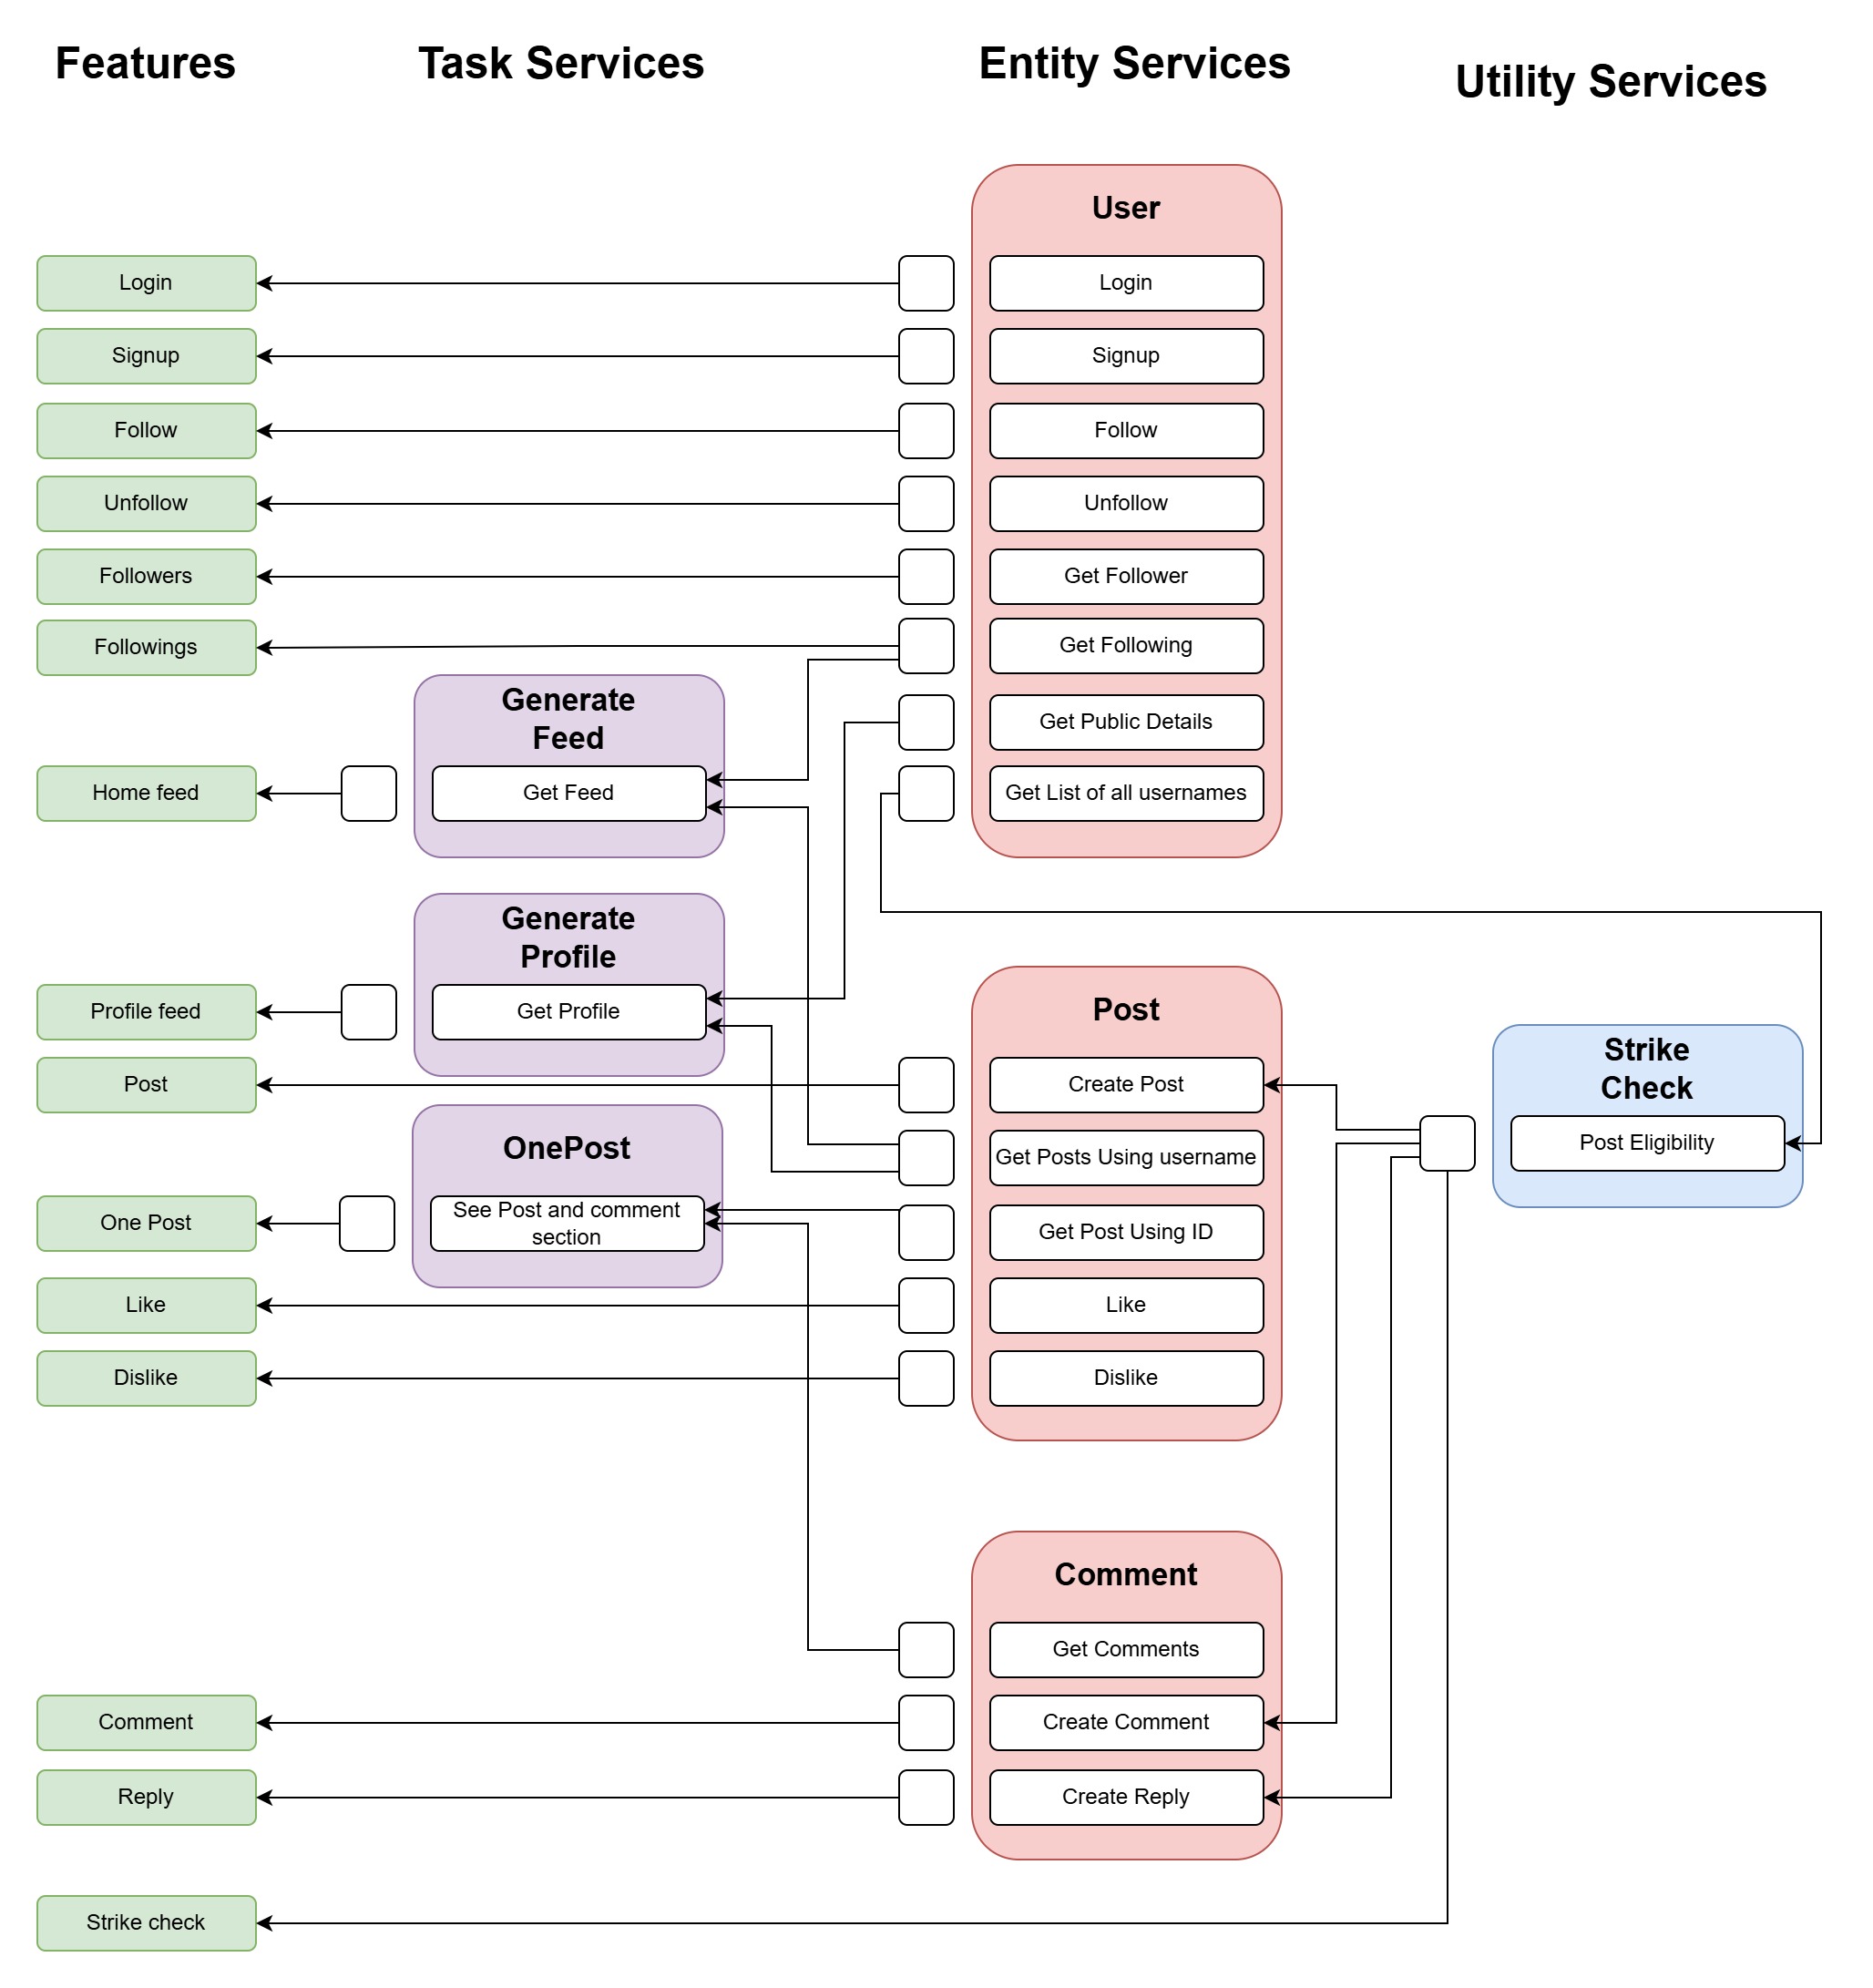 Features
Task Services
Entity Services
Utility Services
User
Login
Login
Signup
Signup
Follow
Follow
Unfollow
Unfollow
Followers
Get Follower
Followings
Get Following
Generate
Feed
Get Public Details
Home feed
Get Feed
Get List of all usernames
Generate
Profile
Profile feed
Get Profile
Post
Strike
Check
Post
Create Post
Post Eligibility
OnePost
Get Posts Using username
One Post
See Post and comment
section
Get Post Using ID
Like
Like
Dislike
Dislike
Comment
Get Comments
Comment
Create Comment
Reply
Create Reply
Strike check